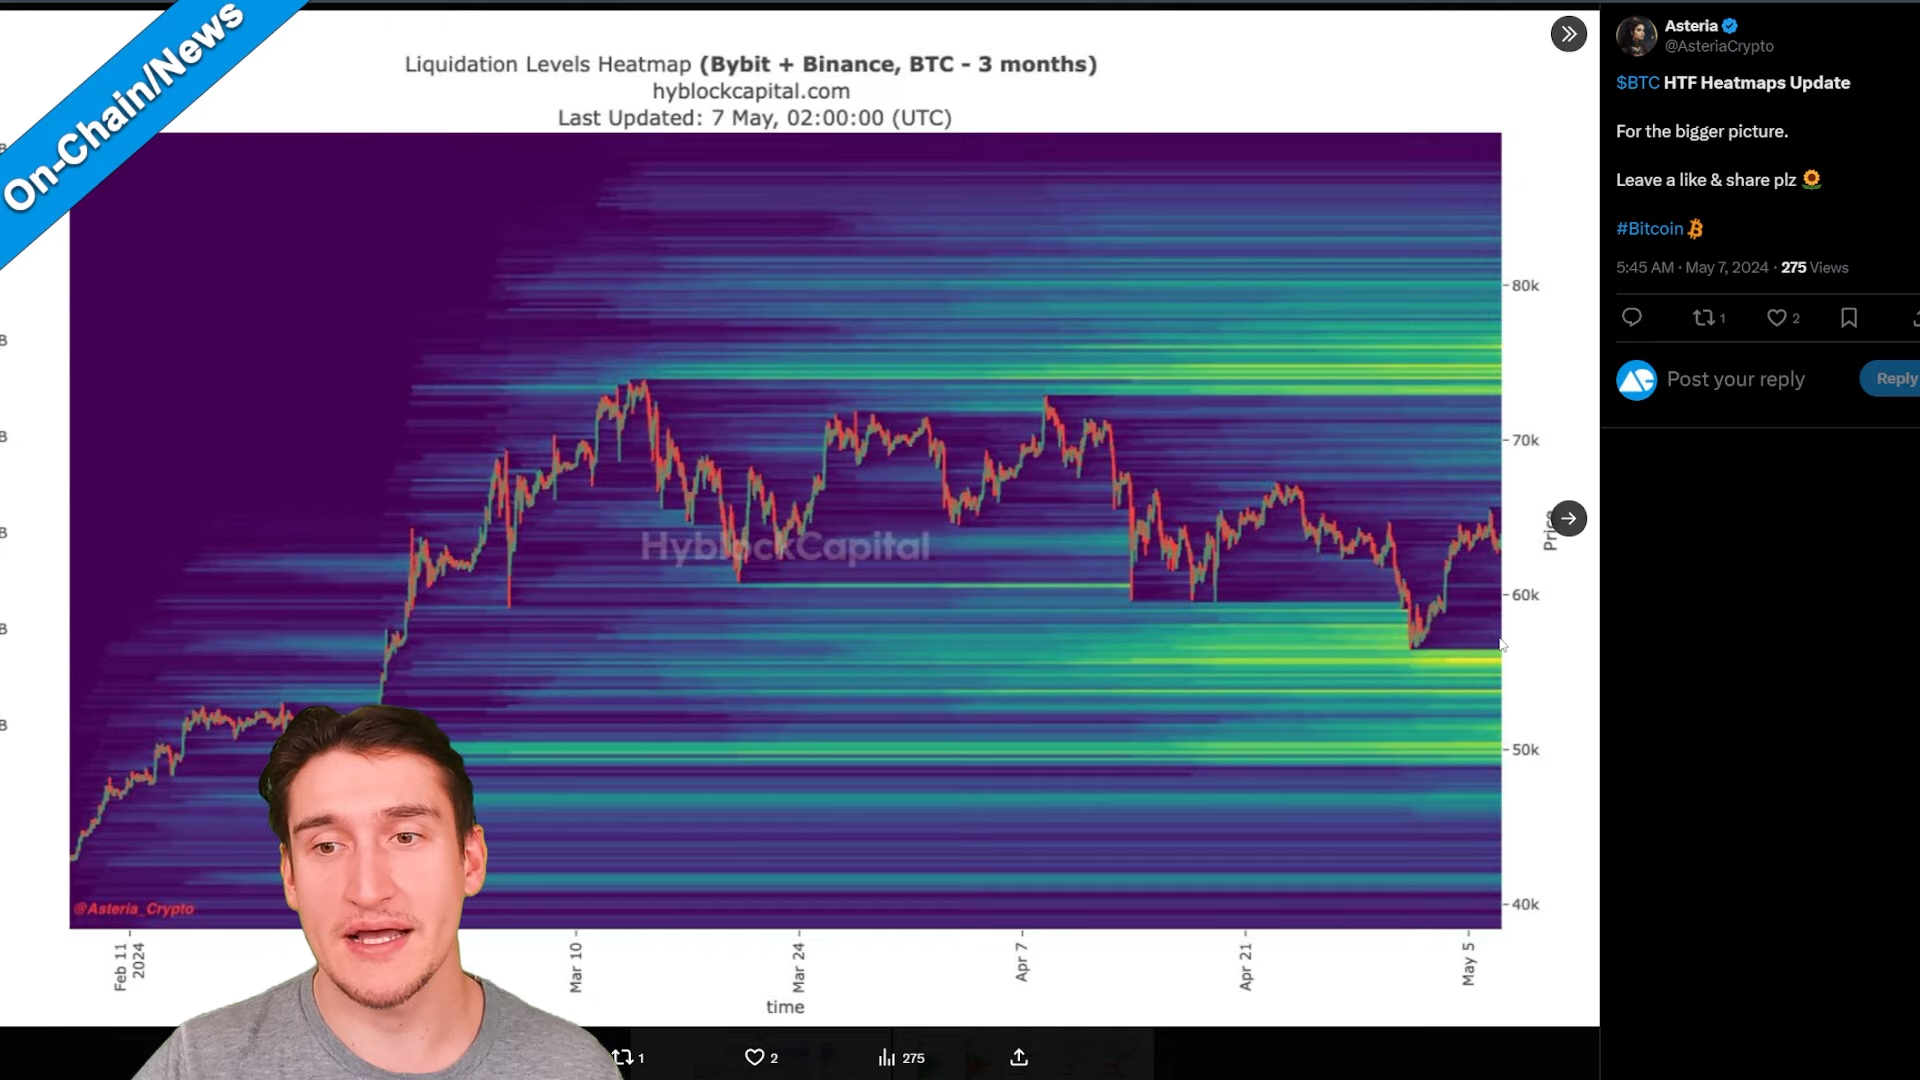 On-Chain/News
Liquidation Levels Heatmap (Bybit + Binance, BTC - 3 months)
hyblockcapital.com
Last Updated: 7 May, 02:00:00 (UTC)
B
B
B
B
B
B
80k
70k
60k
50k
40k
Price
HyblockCapital
@Asteria_Crypto
Feb 11
2024
Mar 10
Mar 24
Apr 7
Apr 21
May 5
time
1
2
275
Asteria
@AsteriaCrypto
$BTC HTF Heatmaps Update
For the bigger picture.
Leave a like & share plz
#Bitcoin
5:45 AM · May 7, 2024 · 275 Views
1
2
Post your reply
Reply